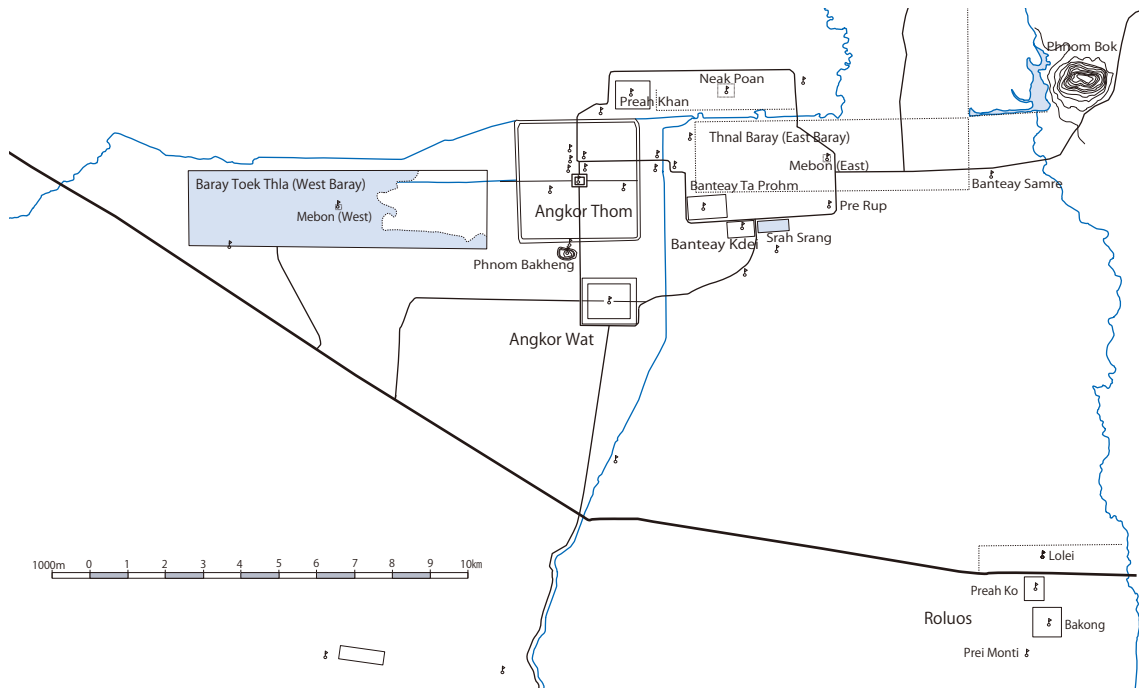 Phnom Bok
Neak Poan
Preah Khan
Thnal Baray (East Baray)
Mebon (East)
Baray Toek Thla (West Baray)
Banteay Ta Prohm
Banteay Samre
Mebon (West)
Angkor Thom
Pre Rup
Banteay Kdei
Srah Srang
Phnom Bakheng
Angkor Wat
Lolei
1000m 0 1 2 3 4 5 6 7 8 9 10km
Preah Ko
Roluos
Bakong
Prei Monti